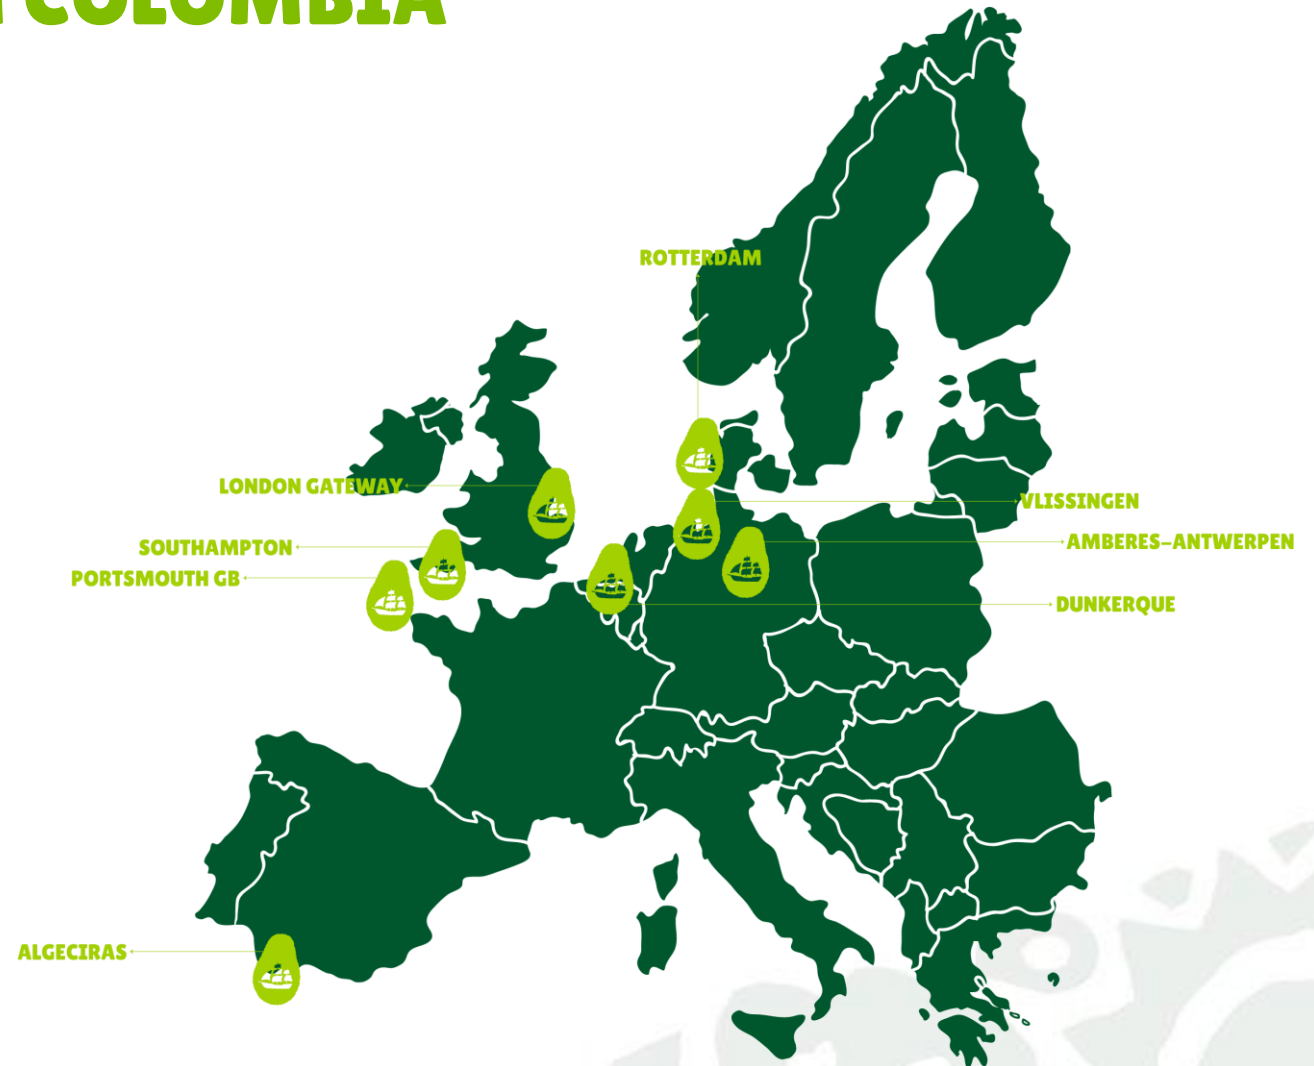 COLOMBIA
ROTTERDAM
LONDON GATEWAY
VLISSINGEN
SOUTHAMPTON
AMBERES-ANTWERPEN
PORTSMOUTH GB
DUNKERQUE
ALGECIRAS